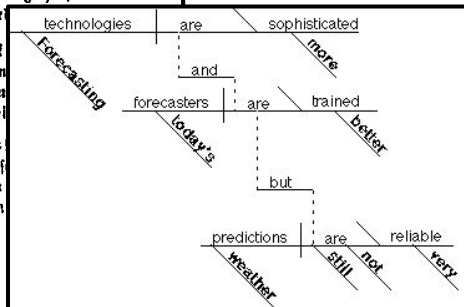 technologies are sophisticated
Forecasting more
and
forecasters are trained
today's better
but
predictions are reliable
weather still not very